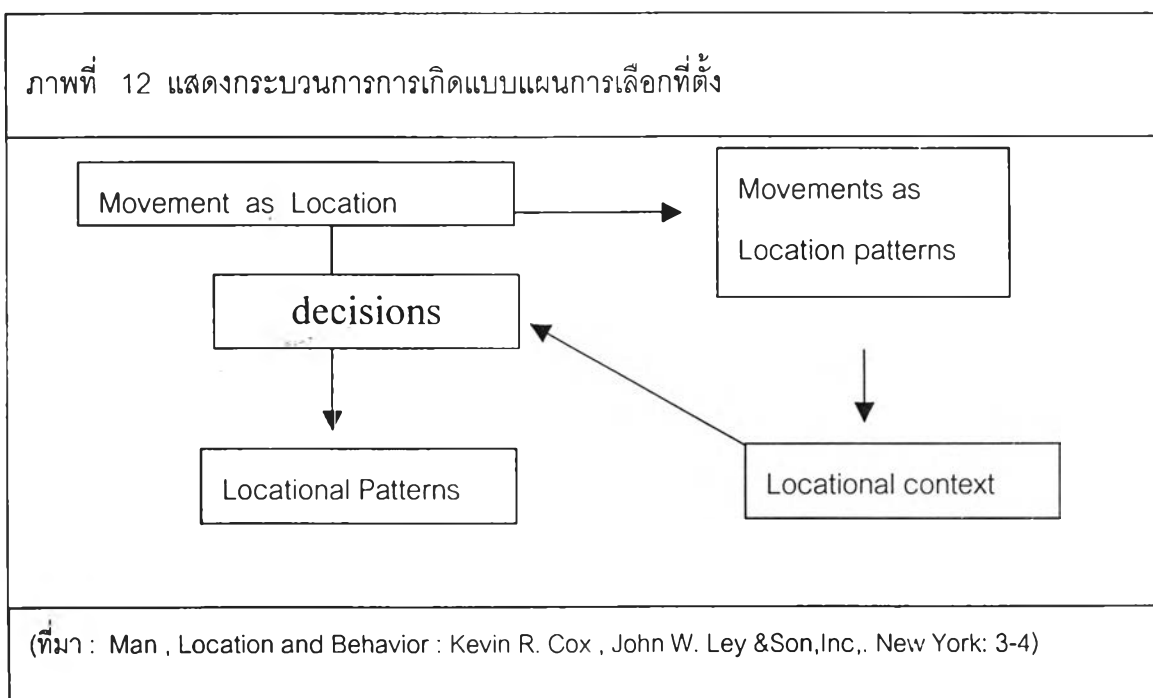 ภาพที่ 12 แสดงกระบวนการการเกิดแบบแผนการเลือกที่ตั้ง
Movement as Location
Movements as
Location patterns
decisions
Locational Patterns
Locational context
(ที่มา : Man , Location and Behavior : Kevin R. Cox , John W. Ley &Son,Inc,. New York: 3-4)